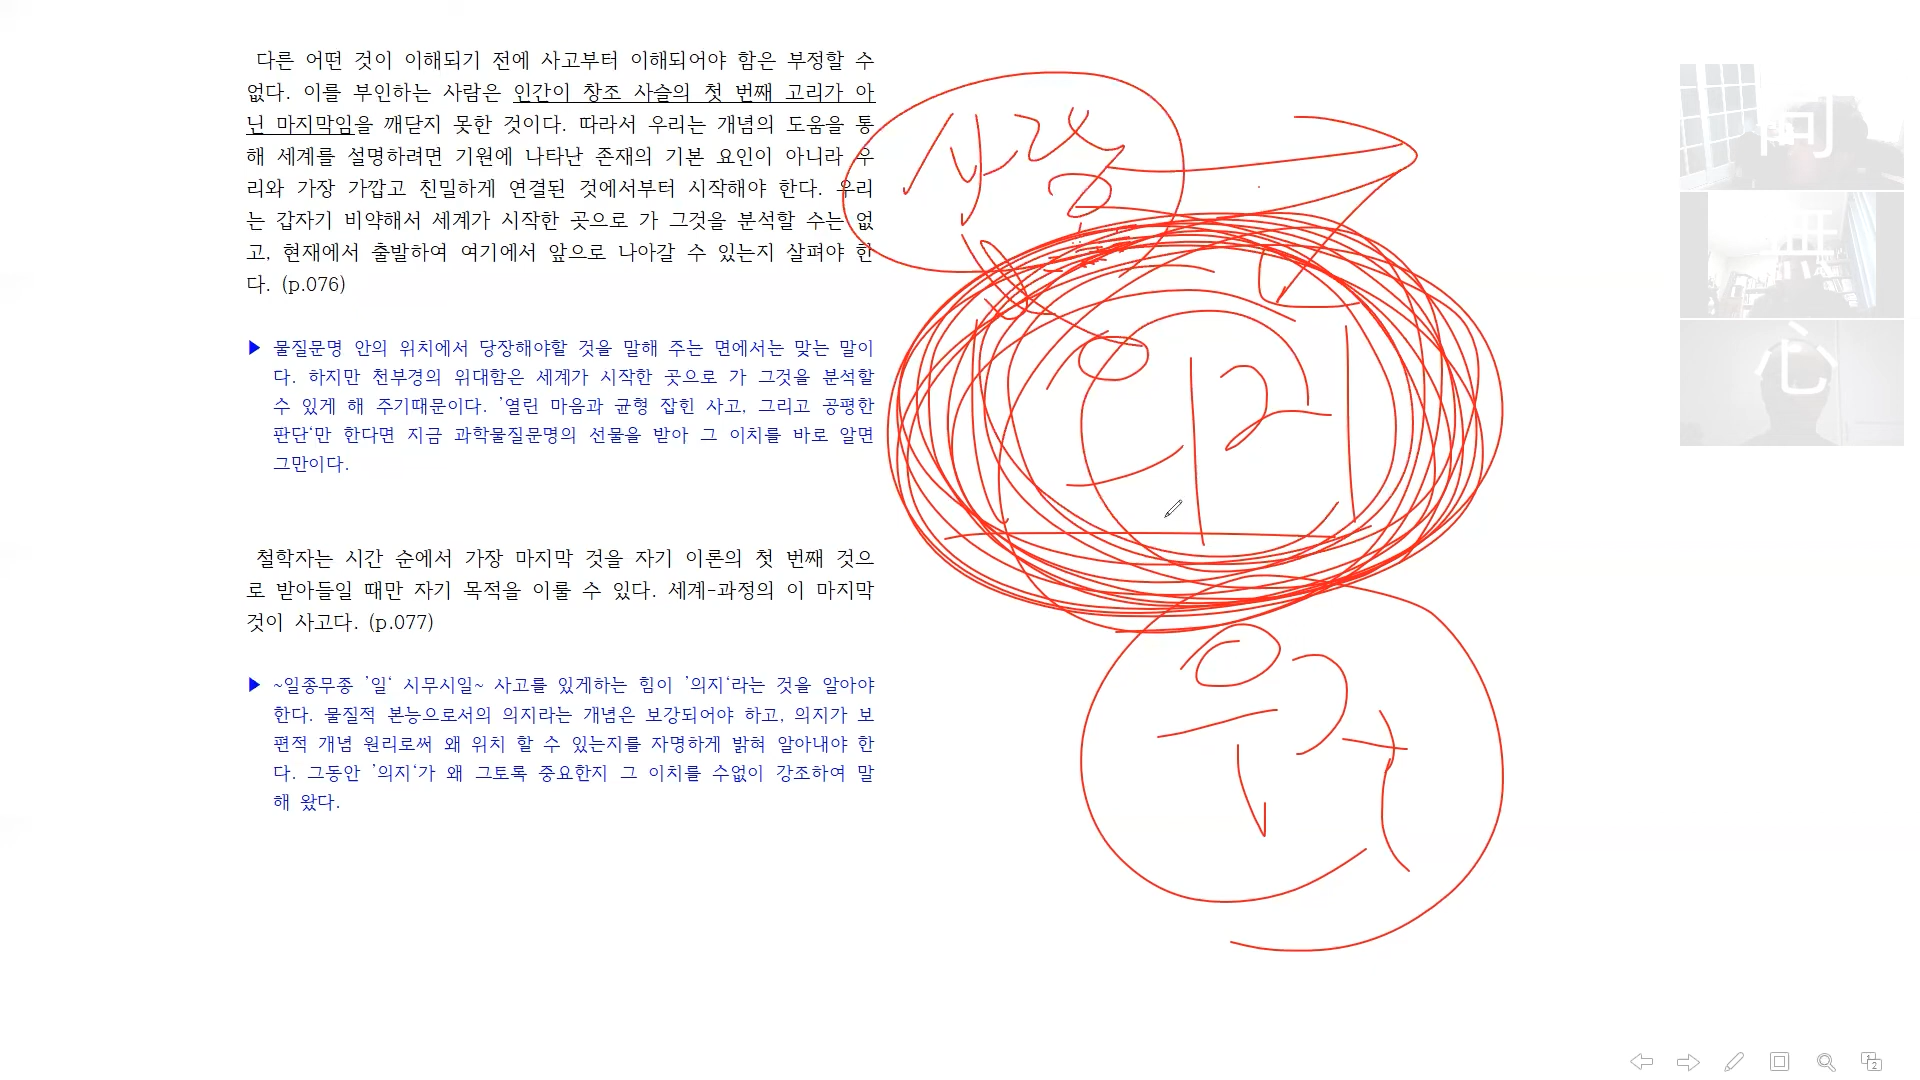 다른 어떤 것이 이해되기 전에 사고부터 이해되어야 함은 부정할 수
없다. 이를 부인하는 사람은 인간이 창조 사슬의 첫 번째 고리가 아
닌 마지막임을 깨닫지 못한 것이다. 따라서 우리는 개념의 도움을 통
해 세계를 설명하려면 기원에 나타난 존재의 기본 요인이 아니라 우
리와 가장 가깝고 친밀하게 연결된 것에서부터 시작해야 한다. 우리
는 갑자기 비약해서 세계가 시작한 곳으로 가 그것을 분석할 수는 없
고, 현재에서 출발하여 여기에서 앞으로 나아갈 수 있는지 살펴야 한
다. (p.076)
▶ 물질문명 안의 위치에서 당장해야할 것을 말해 주는 면에서는 맞는 말이
다. 하지만 천부경의 위대함은 세계가 시작한 곳으로 가 그것을 분석할
수 있게 해 주기때문이다. '열린 마음과 균형 잡힌 사고, 그리고 공평한
판단'만 한다면 지금 과학물질문명의 선물을 받아 그 이치를 바로 알면
그만이다.
철학자는 시간 순에서 가장 마지막 것을 자기 이론의 첫 번째 것으
로 받아들일 때만 자기 목적을 이룰 수 있다. 세계-과정의 이 마지막
것이 사고다. (p.077)
▶ ~일종무종 '일' 시무시일~ 사고를 있게하는 힘이 '의지'라는 것을 알아야
한다. 물질적 본능으로서의 의지라는 개념은 보강되어야 하고, 의지가 보
편적 개념 원리로써 왜 위치 할 수 있는지를 자명하게 밝혀 알아내야 한
다. 그동안 '의지'가 왜 그토록 중요한지 그 이치를 수없이 강조하여 말
해 왔다.
의지
問
無
心